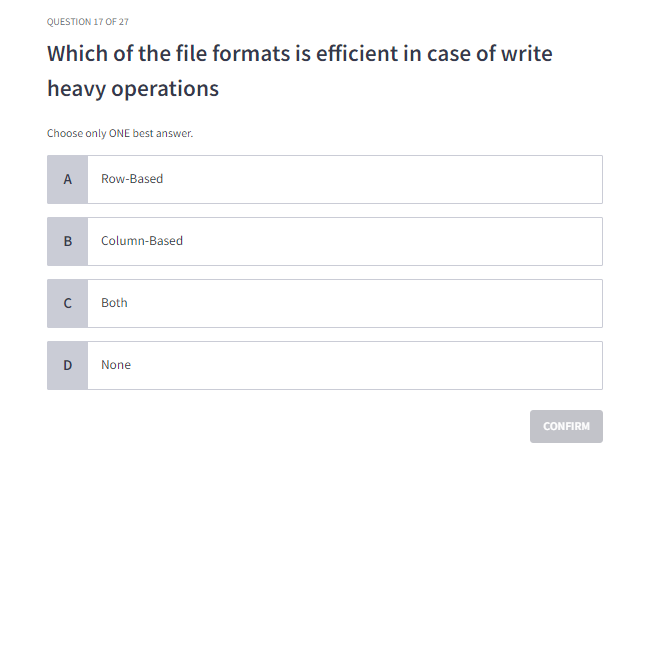 QUESTION 17 OF 27
Which of the file formats is efficient in case of write
heavy operations
Choose only ONE best answer.
A Row-Based
B Column-Based
C Both
D None
CONFIRM